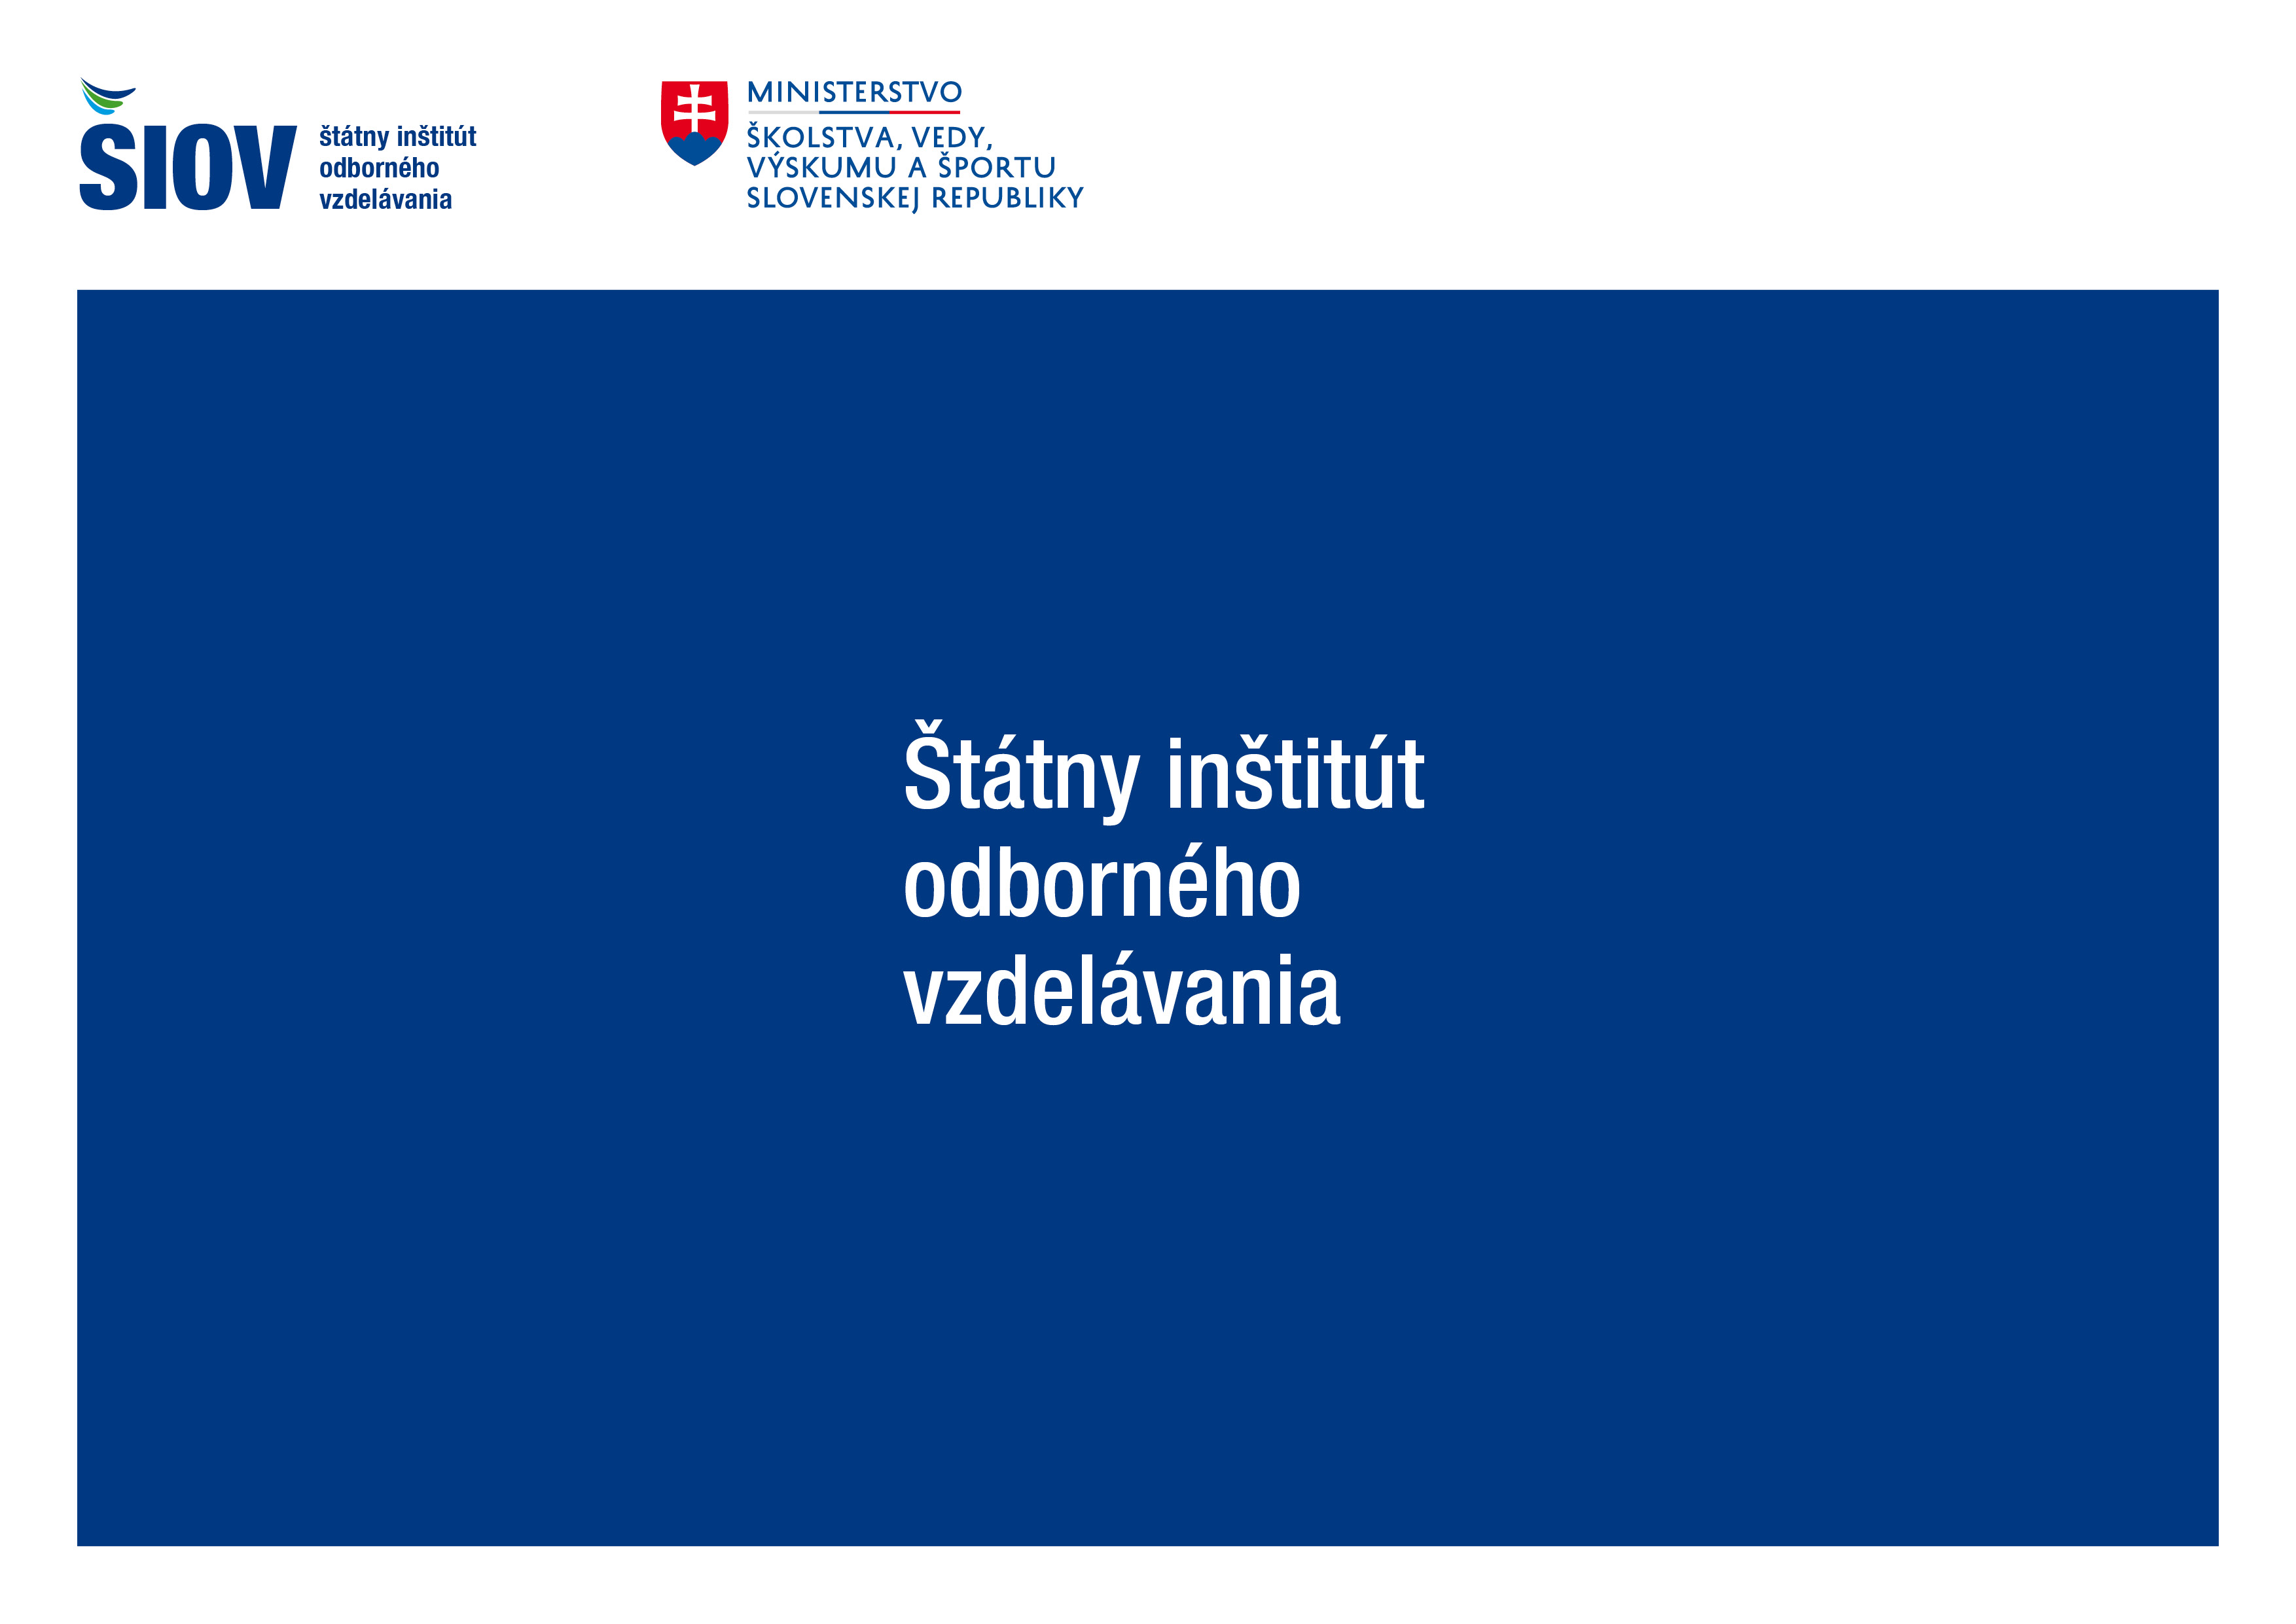 ŠIOV
štátny inštitút
odborného
vzdelávania
MINISTERSTVO
ŠKOLSTVA, VEDY,
VÝSKUMU A ŠPORTU
SLOVENSKEJ REPUBLIKY
Štátny inštitút
odborného
vzdelávania